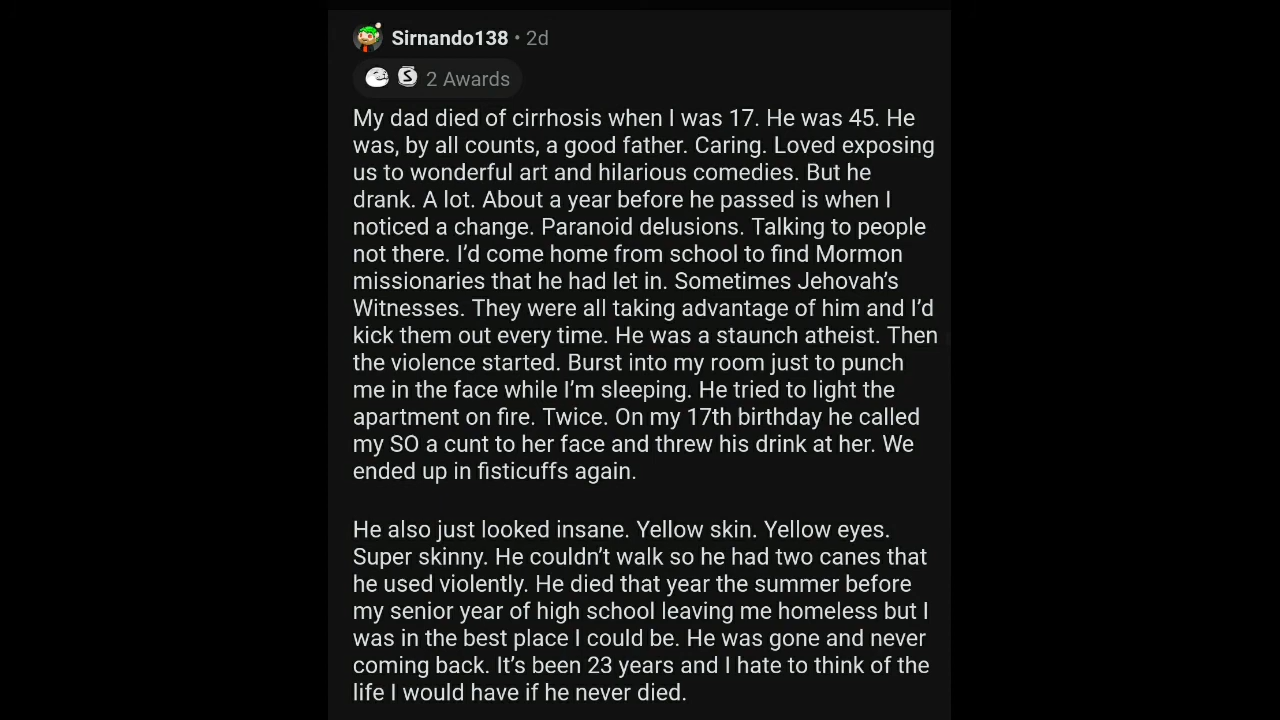 Sirnando138 • 2d
2 Awards
My dad died of cirrhosis when I was 17. He was 45. He
was, by all counts, a good father. Caring. Loved exposing
us to wonderful art and hilarious comedies. But he
drank. A lot. About a year before he passed is when I
noticed a change. Paranoid delusions. Talking to people
not there. I'd come home from school to find Mormon
missionaries that he had let in. Sometimes Jehovah's
Witnesses. They were all taking advantage of him and I'd
kick them out every time. He was a staunch atheist. Then
the violence started. Burst into my room just to punch
me in the face while I'm sleeping. He tried to light the
apartment on fire. Twice. On my 17th birthday he called
my SO a cunt to her face and threw his drink at her. We
ended up in fisticuffs again.
He also just looked insane. Yellow skin. Yellow eyes.
Super skinny. He couldn't walk so he had two canes that
he used violently. He died that year the summer before
my senior year of high school leaving me homeless but I
was in the best place I could be. He was gone and never
coming back. It's been 23 years and I hate to think of the
life I would have if he never died.